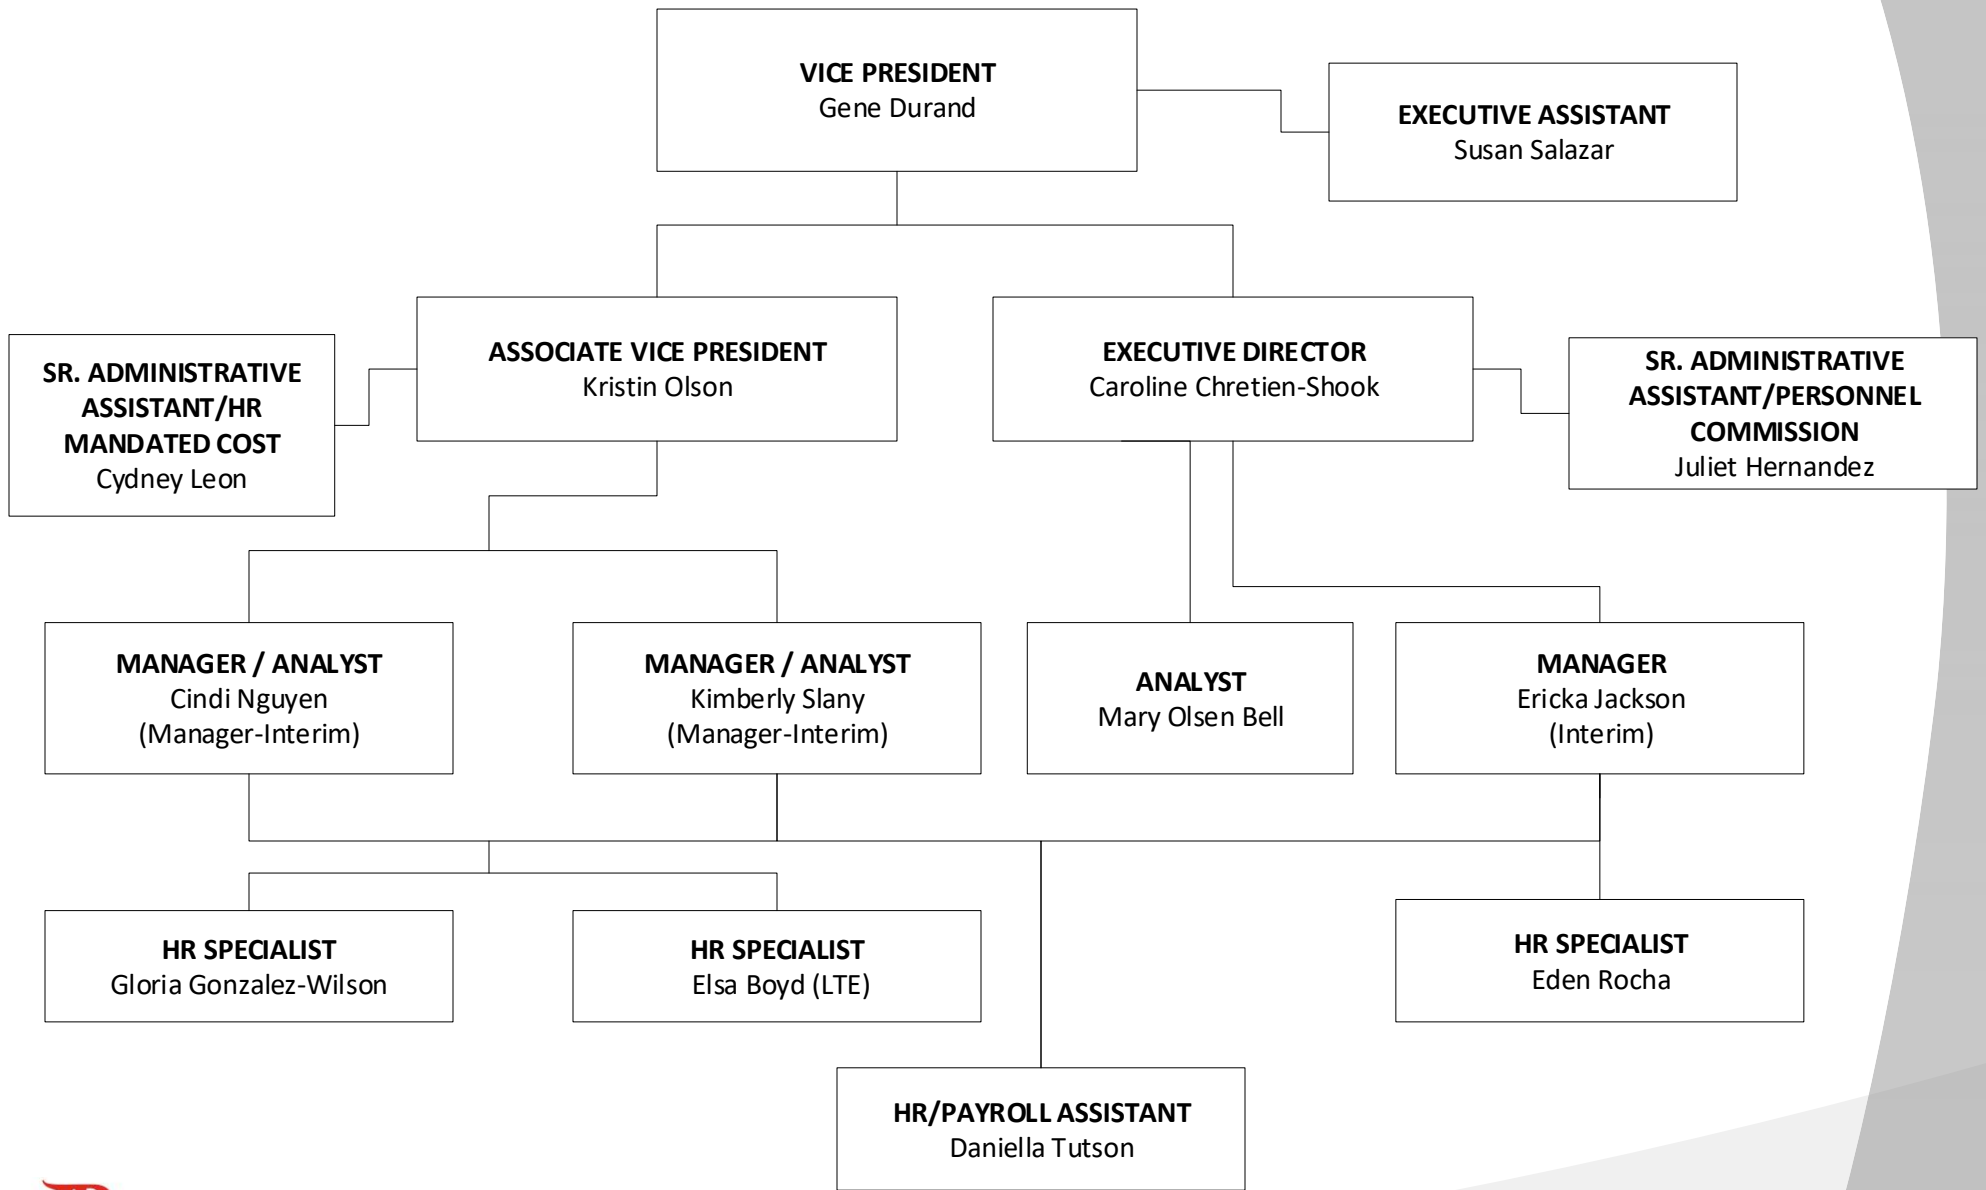 VICE PRESIDENT
Gene Durand
EXECUTIVE ASSISTANT
Susan Salazar
SR. ADMINISTRATIVE
ASSISTANT/HR
MANDATED COST
Cydney Leon
ASSOCIATE VICE PRESIDENT
Kristin Olson
EXECUTIVE DIRECTOR
Caroline Chretien-Shook
SR. ADMINISTRATIVE
ASSISTANT/PERSONNEL
COMMISSION
Juliet Hernandez
MANAGER / ANALYST
Cindi Nguyen
(Manager-Interim)
MANAGER / ANALYST
Kimberly Slany
(Manager-Interim)
ANALYST
Mary Olsen Bell
MANAGER
Ericka Jackson
(Interim)
HR SPECIALIST
Gloria Gonzalez-Wilson
HR SPECIALIST
Elsa Boyd (LTE)
HR SPECIALIST
Eden Rocha
HR/PAYROLL ASSISTANT
Daniella Tutson